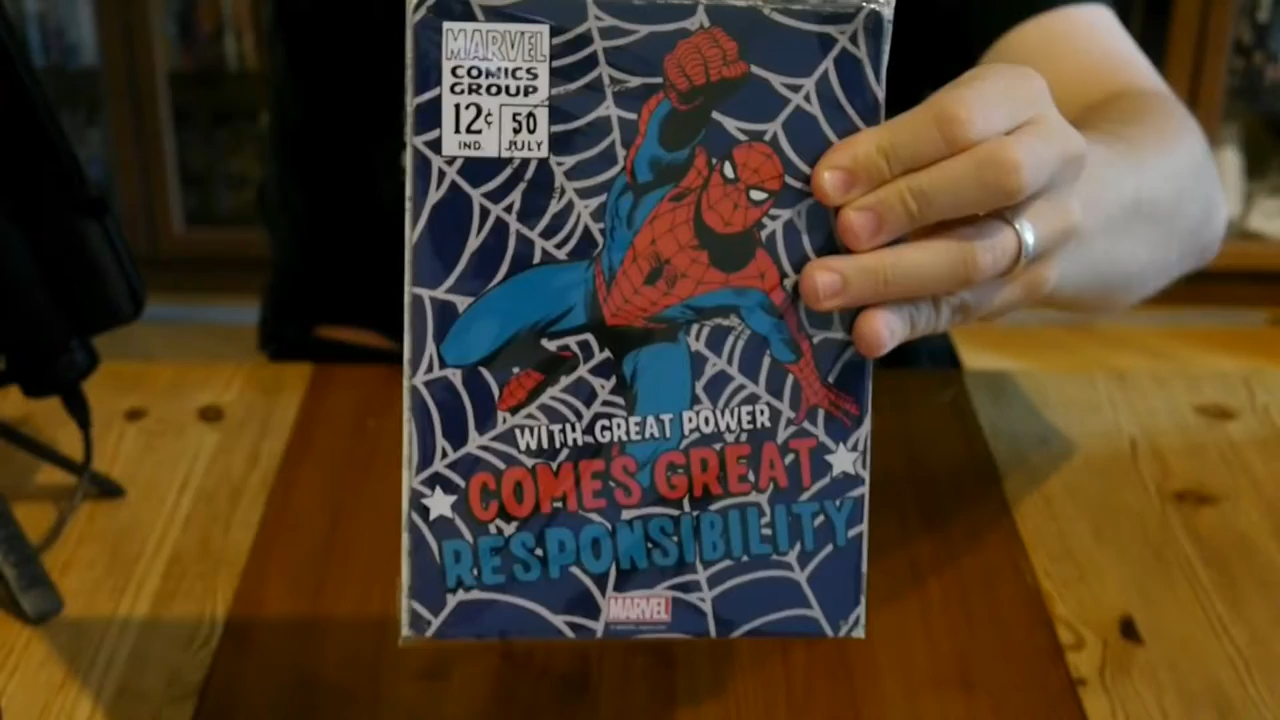 MARVEL
COMICS
GROUP
12¢
IND.
50
JULY
WITH GREAT POWER
COMES GREAT
RESPONSIBILITY
MARVEL